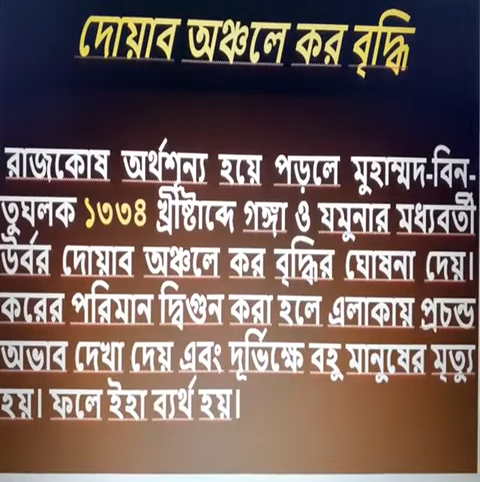 দোয়াব অঞ্চলে কর বৃদ্ধি
রাজকোষ অর্থশূন্য হয়ে পড়লে মুহাম্মদ-বিন-
তুঘলক ১৩৩৪ খ্রীষ্টাব্দে গঙ্গা ও যমুনার মধ্যবর্তী
উর্বর দোয়াব অঞ্চলে কর বৃদ্ধির ঘোষনা দেয়।
করের পরিমান দ্বিগুন করা হলে এলাকায় প্রচন্ড
অভাব দেখা দেয় এবং দূর্ভিক্ষে বহু মানুষের মৃত্যু
হয়। ফলে ইহা ব্যর্থ হয়।